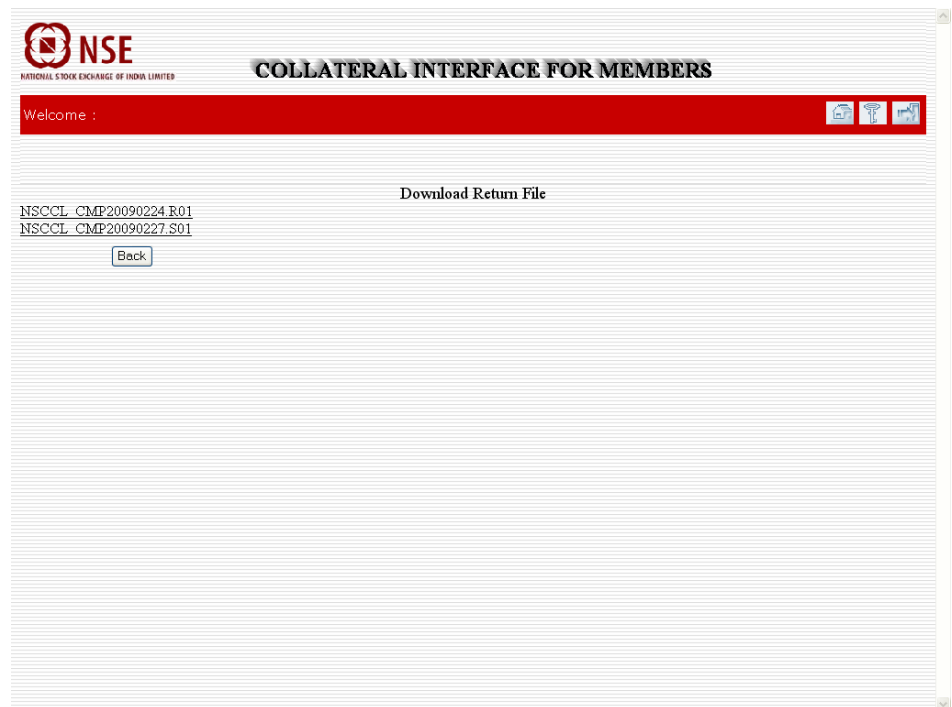 NSE
NATIONAL STOCK EXCHANGE OF INDIA LIMITED
COLLATERAL INTERFACE FOR MEMBERS
Welcome :
Download Return File
NSCCL_CMP20090224.R01
NSCCL_CMP20090227.S01
Back